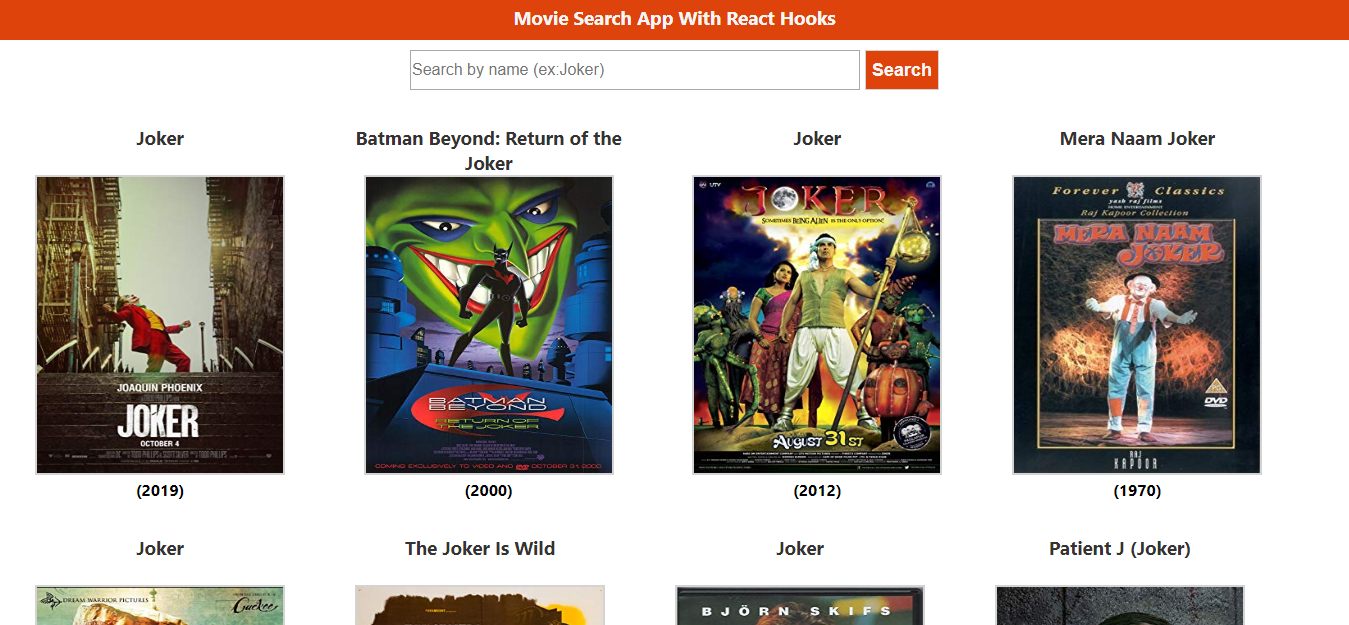 Movie Search App With React Hooks
Search by name (ex:Joker)
Search
Joker
Batman Beyond: Return of the
Joker
Joker
Mera Naam Joker
JOAQUIN PHOENIX
JOKER
OCTOBER 4
BATMAN
BEYOND
RETURN OF
THE JOKER
COMING EXCLUSIVELY TO VIDEO AND DVD OCTOBER 31, 2000
UTV
JOKER
SOMETIMES BEING ALIEN IS THE ONLY OPTION!
AUGUST 31ST
Forever Classics
yash raj films
HOME ENTERTAINMENT
Raj Kapoor Collection
MERA NAAM
JOKER
PG
DVD
RAJ
KAPOOR
(2019)
(2000)
(2012)
(1970)
Joker
The Joker Is Wild
Joker
Patient J (Joker)
DREAM WARRIOR PICTURES
BJÖRN SKIFS